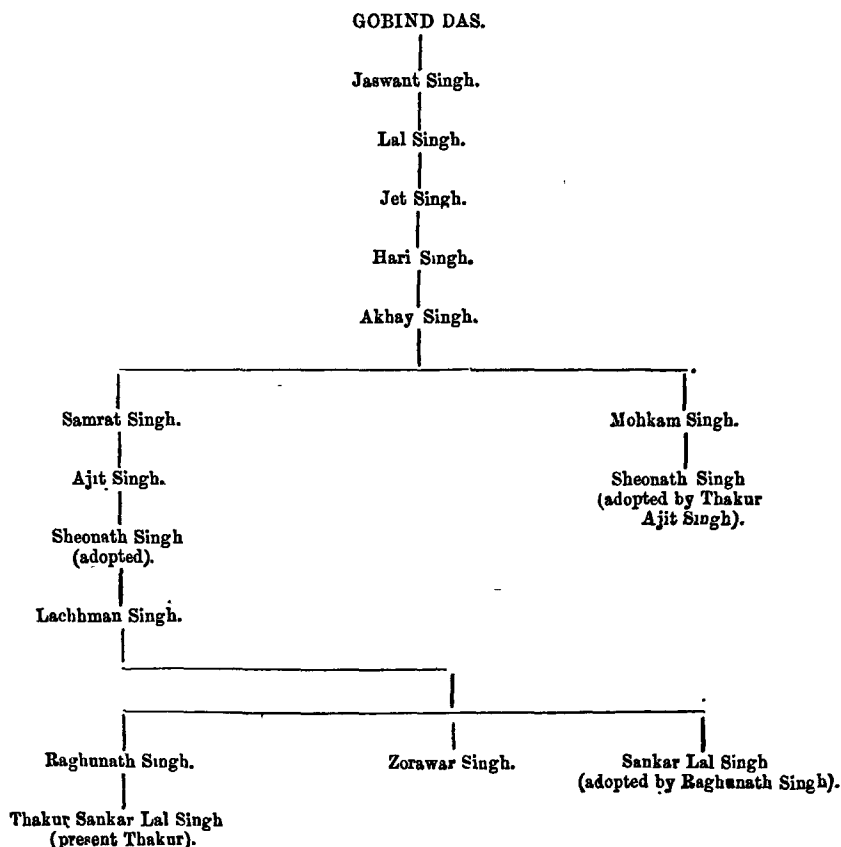 GOBIND DAS.
Jaswant Singh.
Lal Singh.
Jet Singh.
Hari Singh.
Akhay Singh.
Samrat Singh.
Mohkam Singh.
Ajit Singh.
Sheonath Singh
(adopted by Thakur
Ajit Singh).
Sheonath Singh
(adopted).
Lachhman Singh.
Raghunath Singh.
Zorawar Singh.
Sankar Lal Singh
(adopted by Raghunath Singh).
Thakur Sankar Lal Singh
(present Thakur).